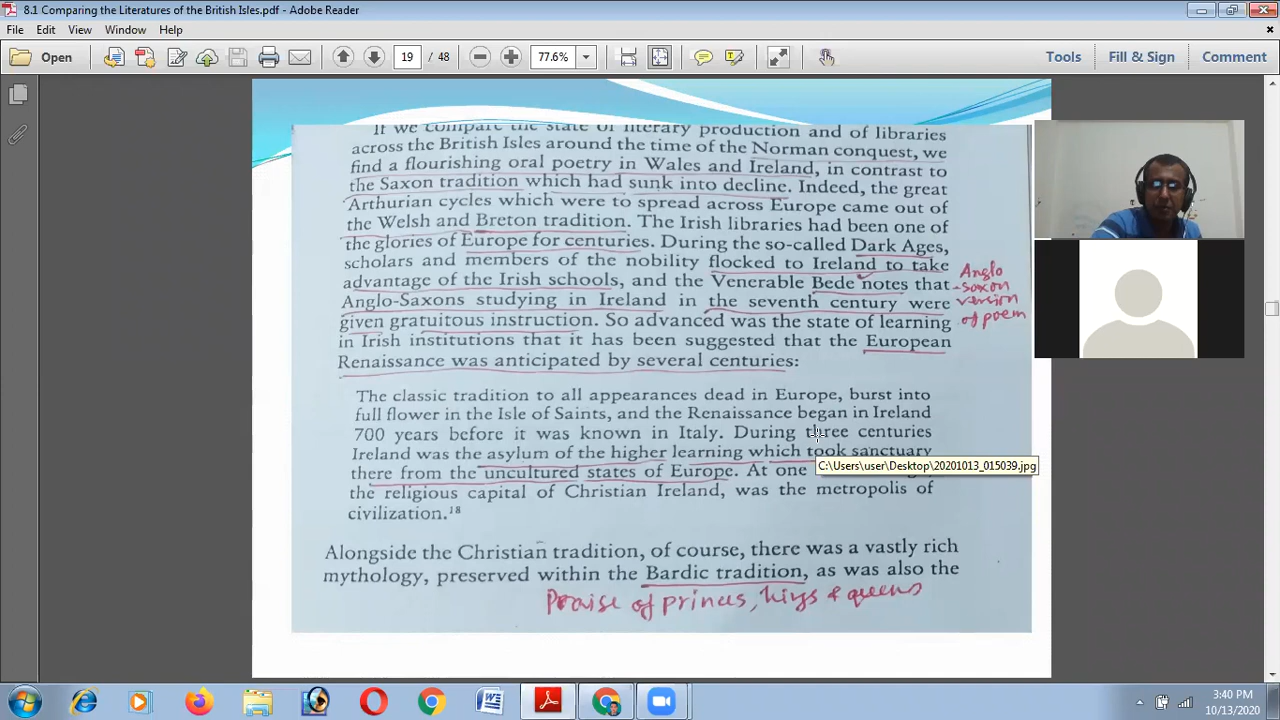 8.1 Comparing the Literatures of the British Isles.pdf - Adobe Reader
File Edit View Window Help
Open 19 / 48 77.6% Tools Fill & Sign Comment
If we compare the state of literary production and of libraries
across the British Isles around the time of the Norman conquest, we
find a flourishing oral poetry in Wales and Ireland, in contrast to
the Saxon tradition which had sunk into decline. Indeed, the great
Arthurian cycles which were to spread across Europe came out of
the Welsh and Breton tradition. The Irish libraries had been one of
the glories of Europe for centuries. During the so-called Dark Ages,
scholars and members of the nobility flocked to Ireland to take
advantage of the Irish schools, and the Venerable Bede notes that
Anglo-Saxons studying in Ireland in the seventh century were
given gratuitous instruction. So advanced was the state of learning
in Irish institutions that it has been suggested that the European
Renaissance was anticipated by several centuries:
Anglo
-saxon
version
of poem
The classic tradition to all appearances dead in Europe, burst into
full flower in the Isle of Saints, and the Renaissance began in Ireland
700 years before it was known in Italy. During three centuries
Ireland was the asylum of the higher learning which took sanctuary
there from the uncultured states of Europe. At one
C:\Users\user\Desktop\20201013_015039.jpg
the religious capital of Christian Ireland, was the metropolis of
civilization.18
Alongside the Christian tradition, of course, there was a vastly rich
mythology, preserved within the Bardic tradition, as was also the
Praise of princes, kings & queens
3:40 PM
10/13/2020